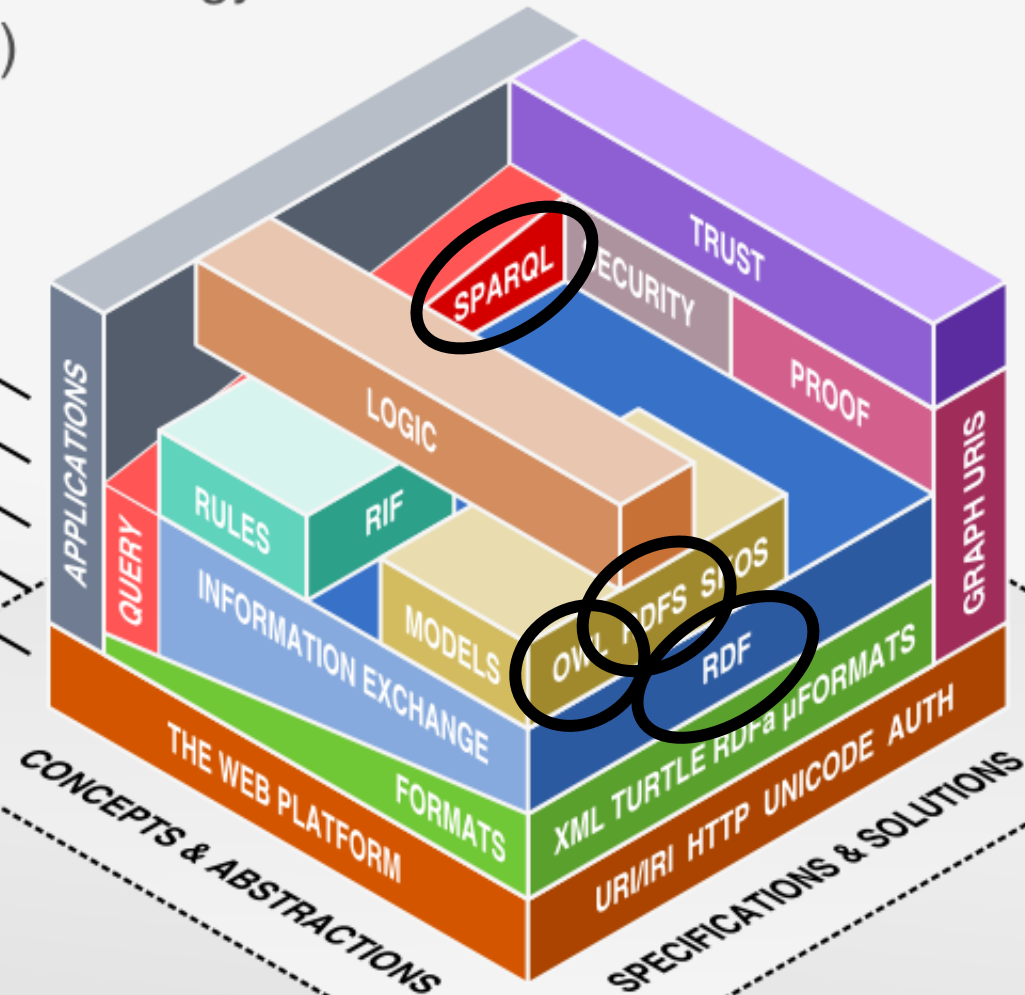 )
TRUST
SPARQL
SECURITY
PROOF
LOGIC
APPLICATIONS
GRAPH URIS
RULES
RIF
QUERY
INFORMATION EXCHANGE
MODELS
OWL RDFS SKOS
RDF
THE WEB PLATFORM
FORMATS
XML TURTLE RDFa µFORMATS
URI/IRI HTTP UNICODE AUTH
CONCEPTS & ABSTRACTIONS
SPECIFICATIONS & SOLUTIONS